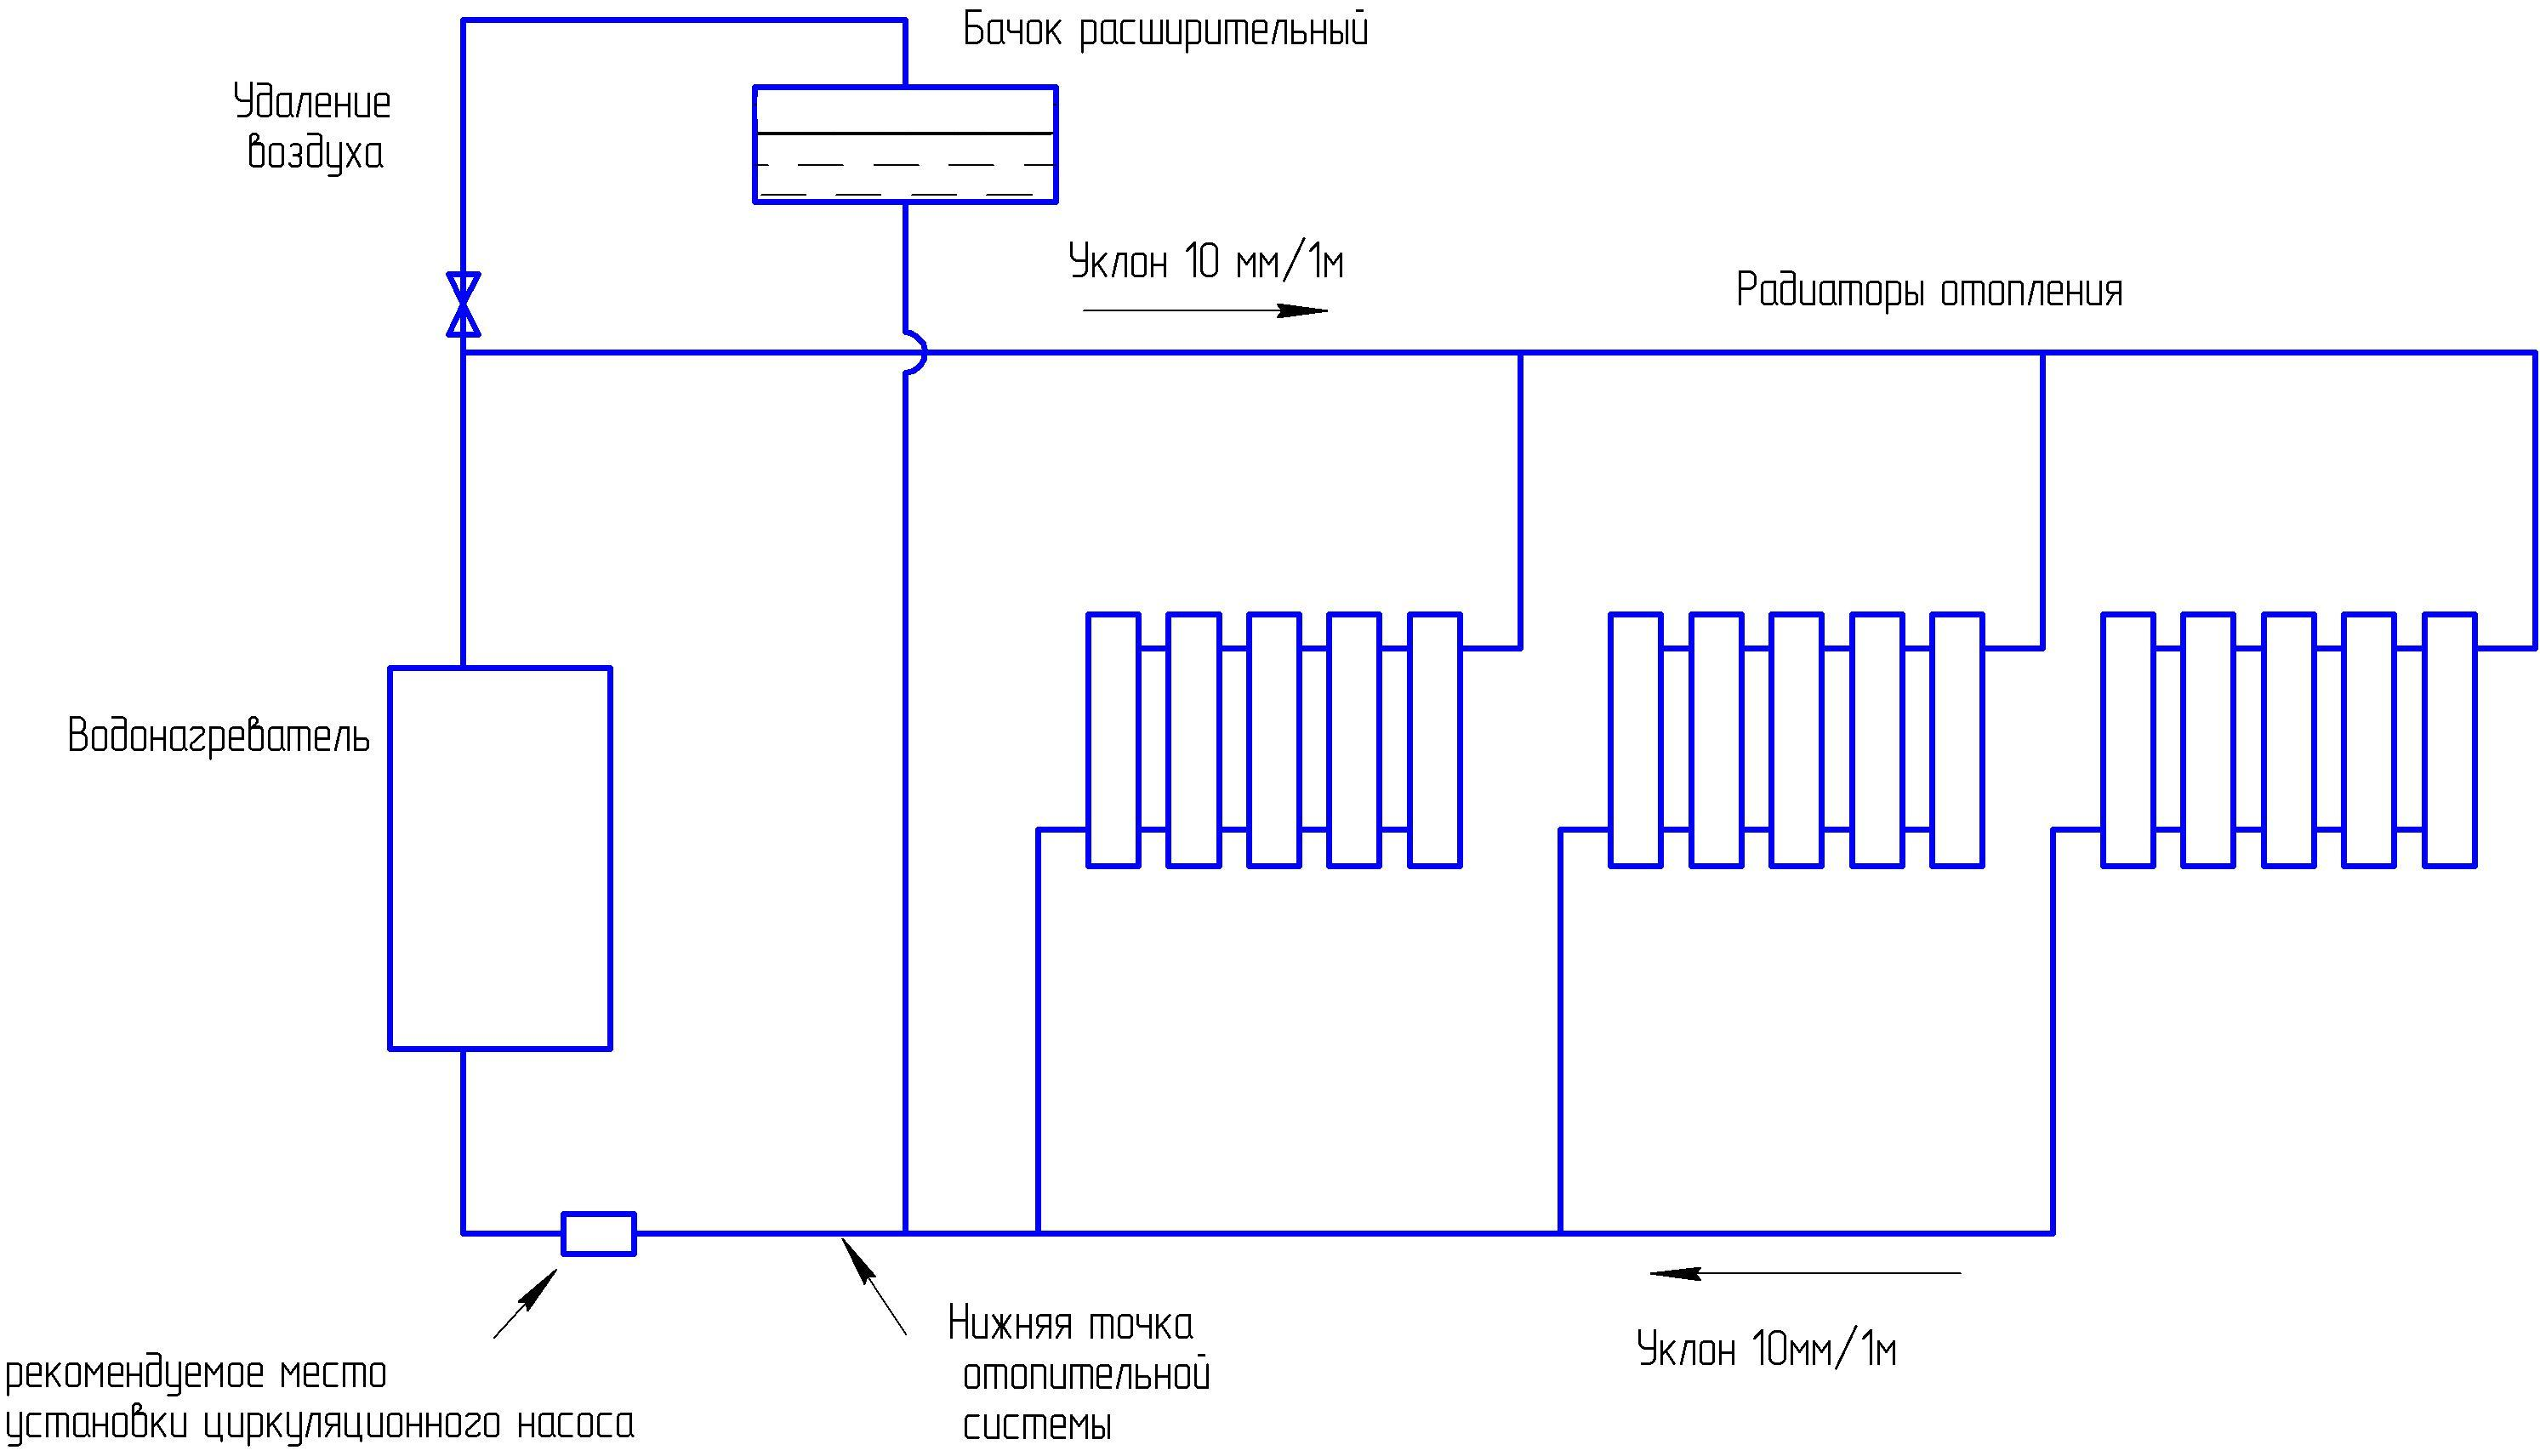 Бачок расширительный
Удаление
воздуха
Уклон 10 мм/1м
Радиаторы отопления
Водонагреватель
Нижняя точка
отопительной
системы
Уклон 10мм/1м
рекомендуемое место
установки циркуляционного насоса